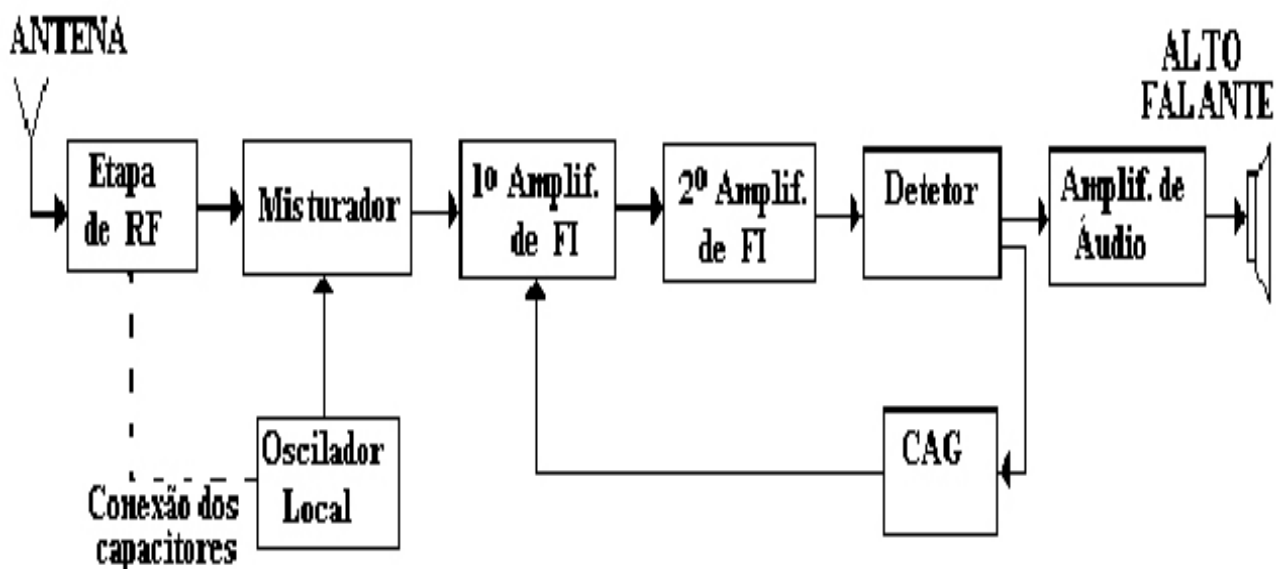 ANTENA
ALTO
FALANTE
Etapa
de RF
Misturador
1º Amplif.
de FI
2º Amplif.
de FI
Detetor
Amplif. de
Áudio
Oscilador
Local
CAG
Conexão dos
capacitores